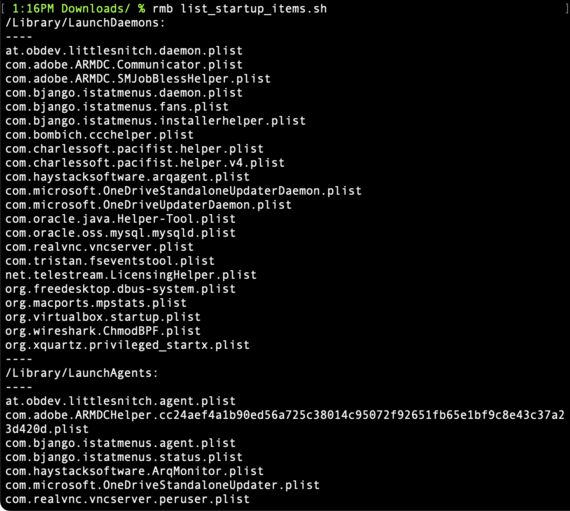 [ 1:16PM Downloads/ % rmb list_startup_items.sh ]
/Library/LaunchDaemons:
----
at.obdev.littlesnitch.daemon.plist
com.adobe.ARMDC.Communicator.plist
com.adobe.ARMDC.SMJobBlessHelper.plist
com.bjango.istatmenus.daemon.plist
com.bjango.istatmenus.fans.plist
com.bjango.istatmenus.installerhelper.plist
com.bombich.ccchelper.plist
com.charlessoft.pacifist.helper.plist
com.charlessoft.pacifist.helper.v4.plist
com.haystacksoftware.arqagent.plist
com.microsoft.OneDriveStandaloneUpdaterDaemon.plist
com.microsoft.OneDriveUpdaterDaemon.plist
com.oracle.java.Helper-Tool.plist
com.oracle.oss.mysql.mysqld.plist
com.realvnc.vncserver.plist
com.tristan.fseventstool.plist
net.telestream.LicensingHelper.plist
org.freedesktop.dbus-system.plist
org.macports.mpstats.plist
org.virtualbox.startup.plist
org.wireshark.ChmodBPF.plist
org.xquartz.privileged_startx.plist
----
/Library/LaunchAgents:
----
at.obdev.littlesnitch.agent.plist
com.adobe.ARMDCHelper.cc24aef4a1b90ed56a725c38014c95072f92651fb65e1bf9c8e43c37a2
3d420d.plist
com.bjango.istatmenus.agent.plist
com.bjango.istatmenus.status.plist
com.haystacksoftware.ArqMonitor.plist
com.microsoft.OneDriveStandaloneUpdater.plist
com.realvnc.vncserver.peruser.plist